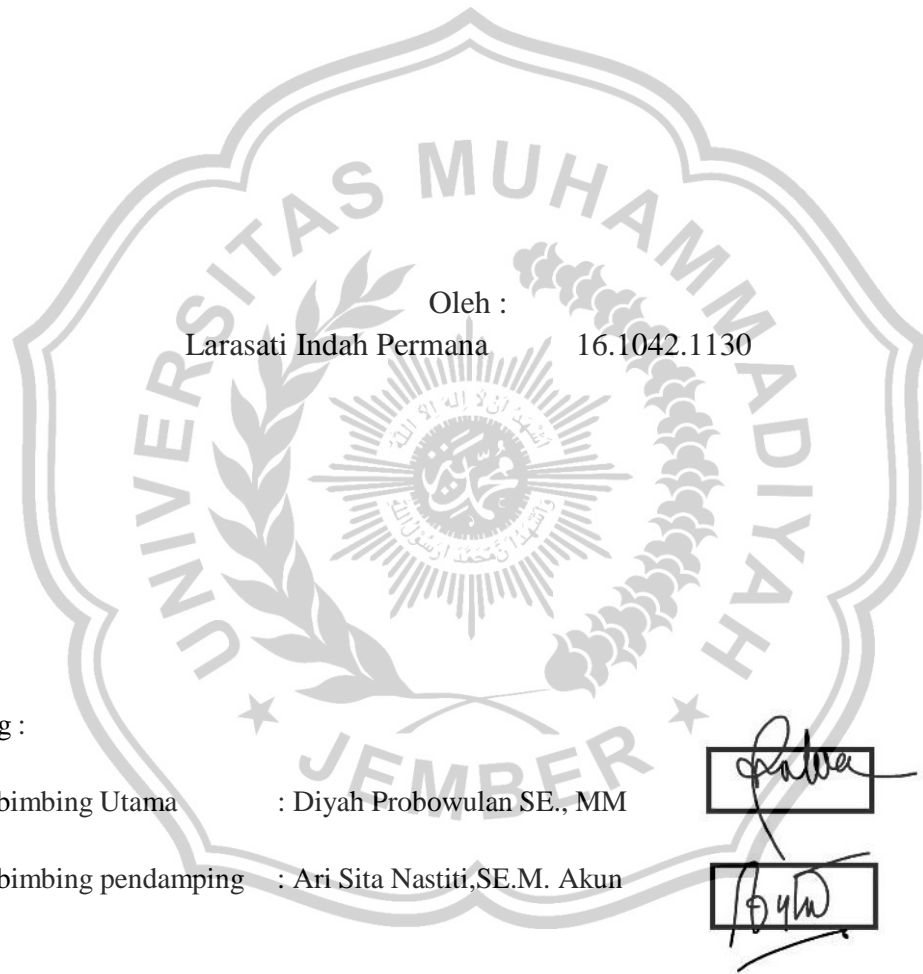 UNIVERSITAS MUHAMMADIYAH
Oleh :
Larasati Indah Permana 16.1042.1130
g :
bimbing Utama : Diyah Probowulan SE., MM
bimbing pendamping : Ari Sita Nastiti,SE.M. Akun
JEMBER